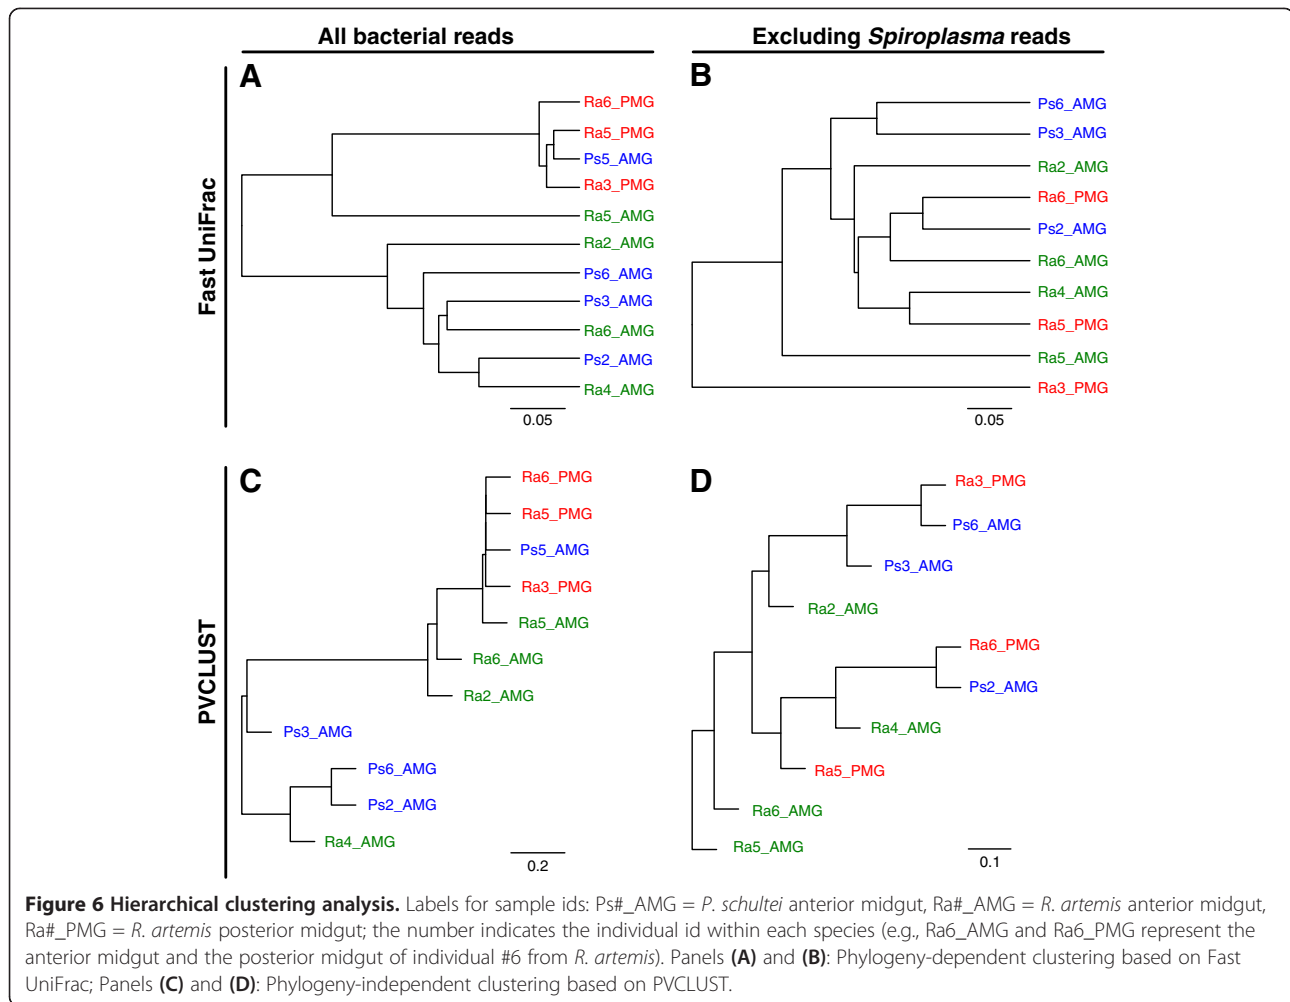 All bacterial reads
Excluding Spiroplasma reads
Fast UniFrac
A
Ra6_PMG
Ra5_PMG
Ps5_AMG
Ra3_PMG
Ra5_AMG
Ra2_AMG
Ps6_AMG
Ps3_AMG
Ra6_AMG
Ps2_AMG
Ra4_AMG
0.05
B
Ps6_AMG
Ps3_AMG
Ra2_AMG
Ra6_PMG
Ps2_AMG
Ra6_AMG
Ra4_AMG
Ra5_PMG
Ra5_AMG
Ra3_PMG
0.05
PVCLUST
C
Ra6_PMG
Ra5_PMG
Ps5_AMG
Ra3_PMG
Ra5_AMG
Ra6_AMG
Ra2_AMG
Ps3_AMG
Ps6_AMG
Ps2_AMG
Ra4_AMG
0.2
D
Ra3_PMG
Ps6_AMG
Ps3_AMG
Ra2_AMG
Ra6_PMG
Ps2_AMG
Ra4_AMG
Ra5_PMG
Ra6_AMG
Ra5_AMG
0.1
Figure 6 Hierarchical clustering analysis. Labels for sample ids: Ps#_AMG = P. schultei anterior midgut, Ra#_AMG = R. artemis anterior midgut,
Ra#_PMG = R. artemis posterior midgut; the number indicates the individual id within each species (e.g., Ra6_AMG and Ra6_PMG represent the
anterior midgut and the posterior midgut of individual #6 from R. artemis). Panels (A) and (B): Phylogeny-dependent clustering based on Fast
UniFrac; Panels (C) and (D): Phylogeny-independent clustering based on PVCLUST.